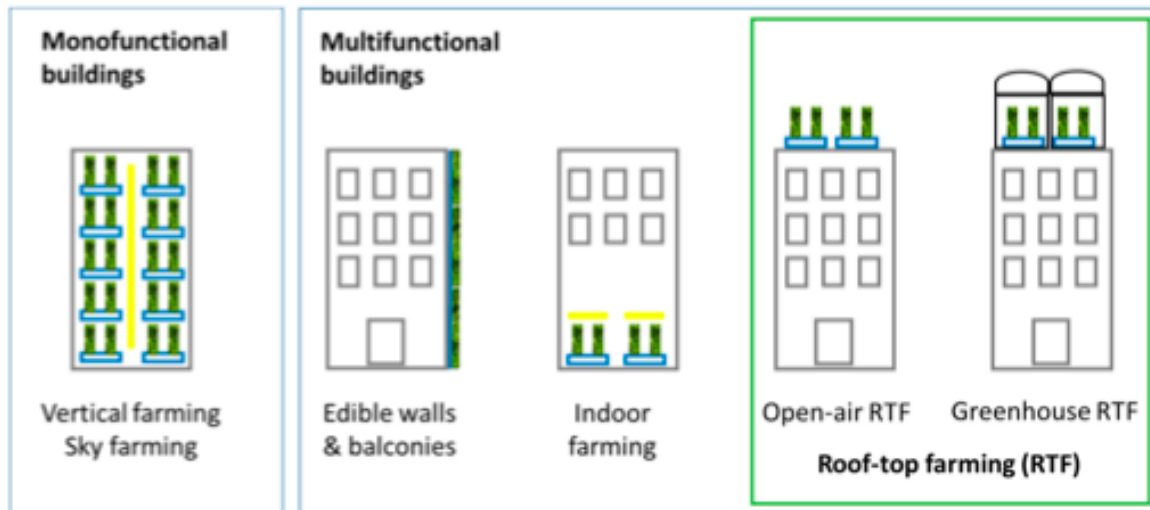 Monofunctional
buildings
Multifunctional
buildings
Vertical farming
Sky farming
Edible walls
& balconies
Indoor
farming
Open-air RTF
Greenhouse RTF
Roof-top farming (RTF)